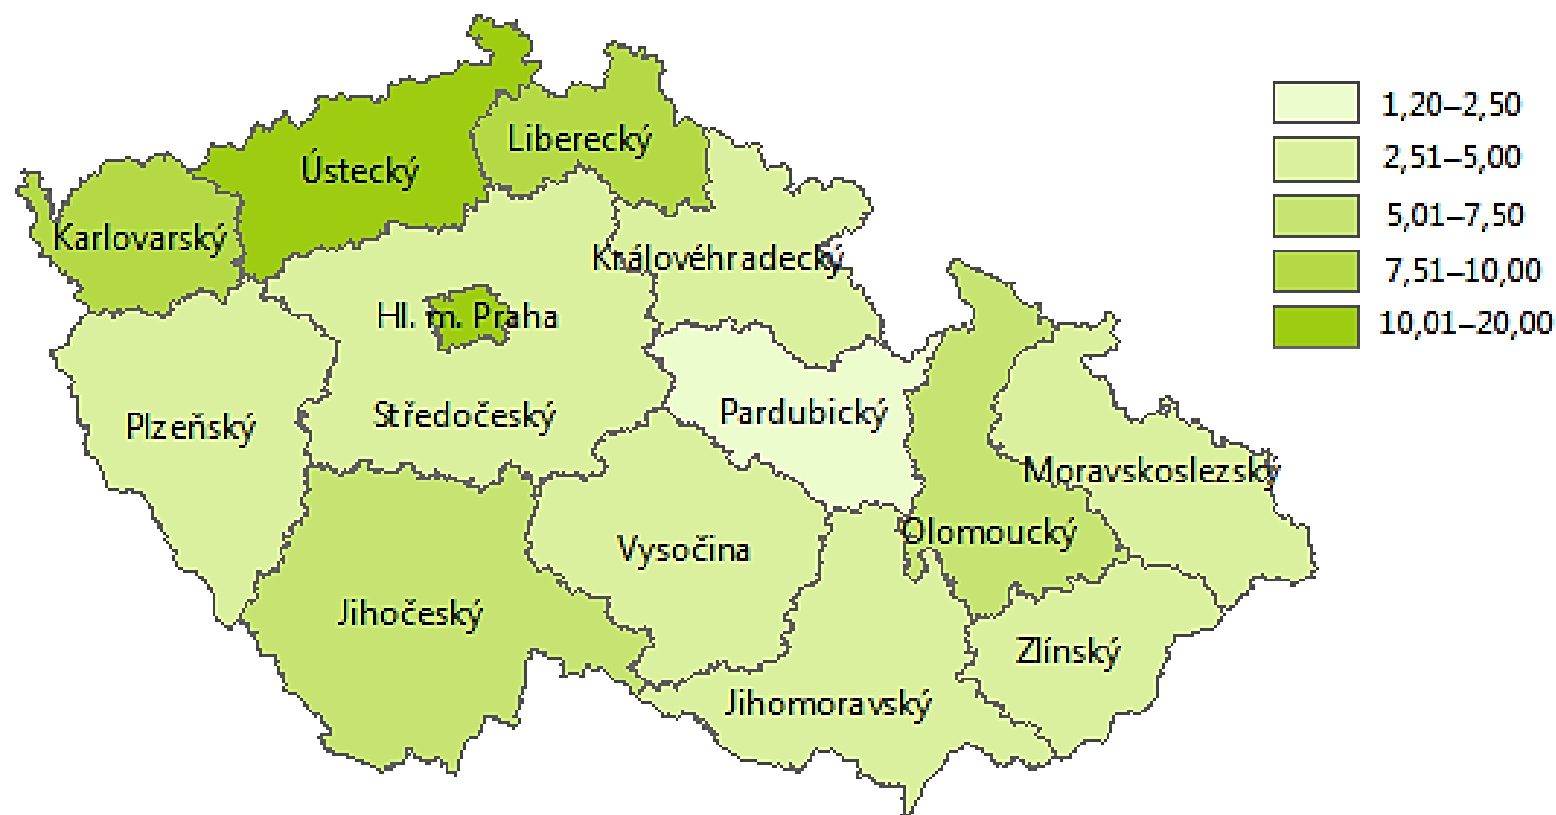 Liberecký
Ústecký
Karlovarský
Královéhradecký
Hl. m. Praha
Středočeský
Pardubický
Plzeňský
Moravskoslezský
Olomoucký
Vysočina
Jihočeský
Zlínský
Jihomoravský
1,20–2,50
2,51–5,00
5,01–7,50
7,51–10,00
10,01–20,00